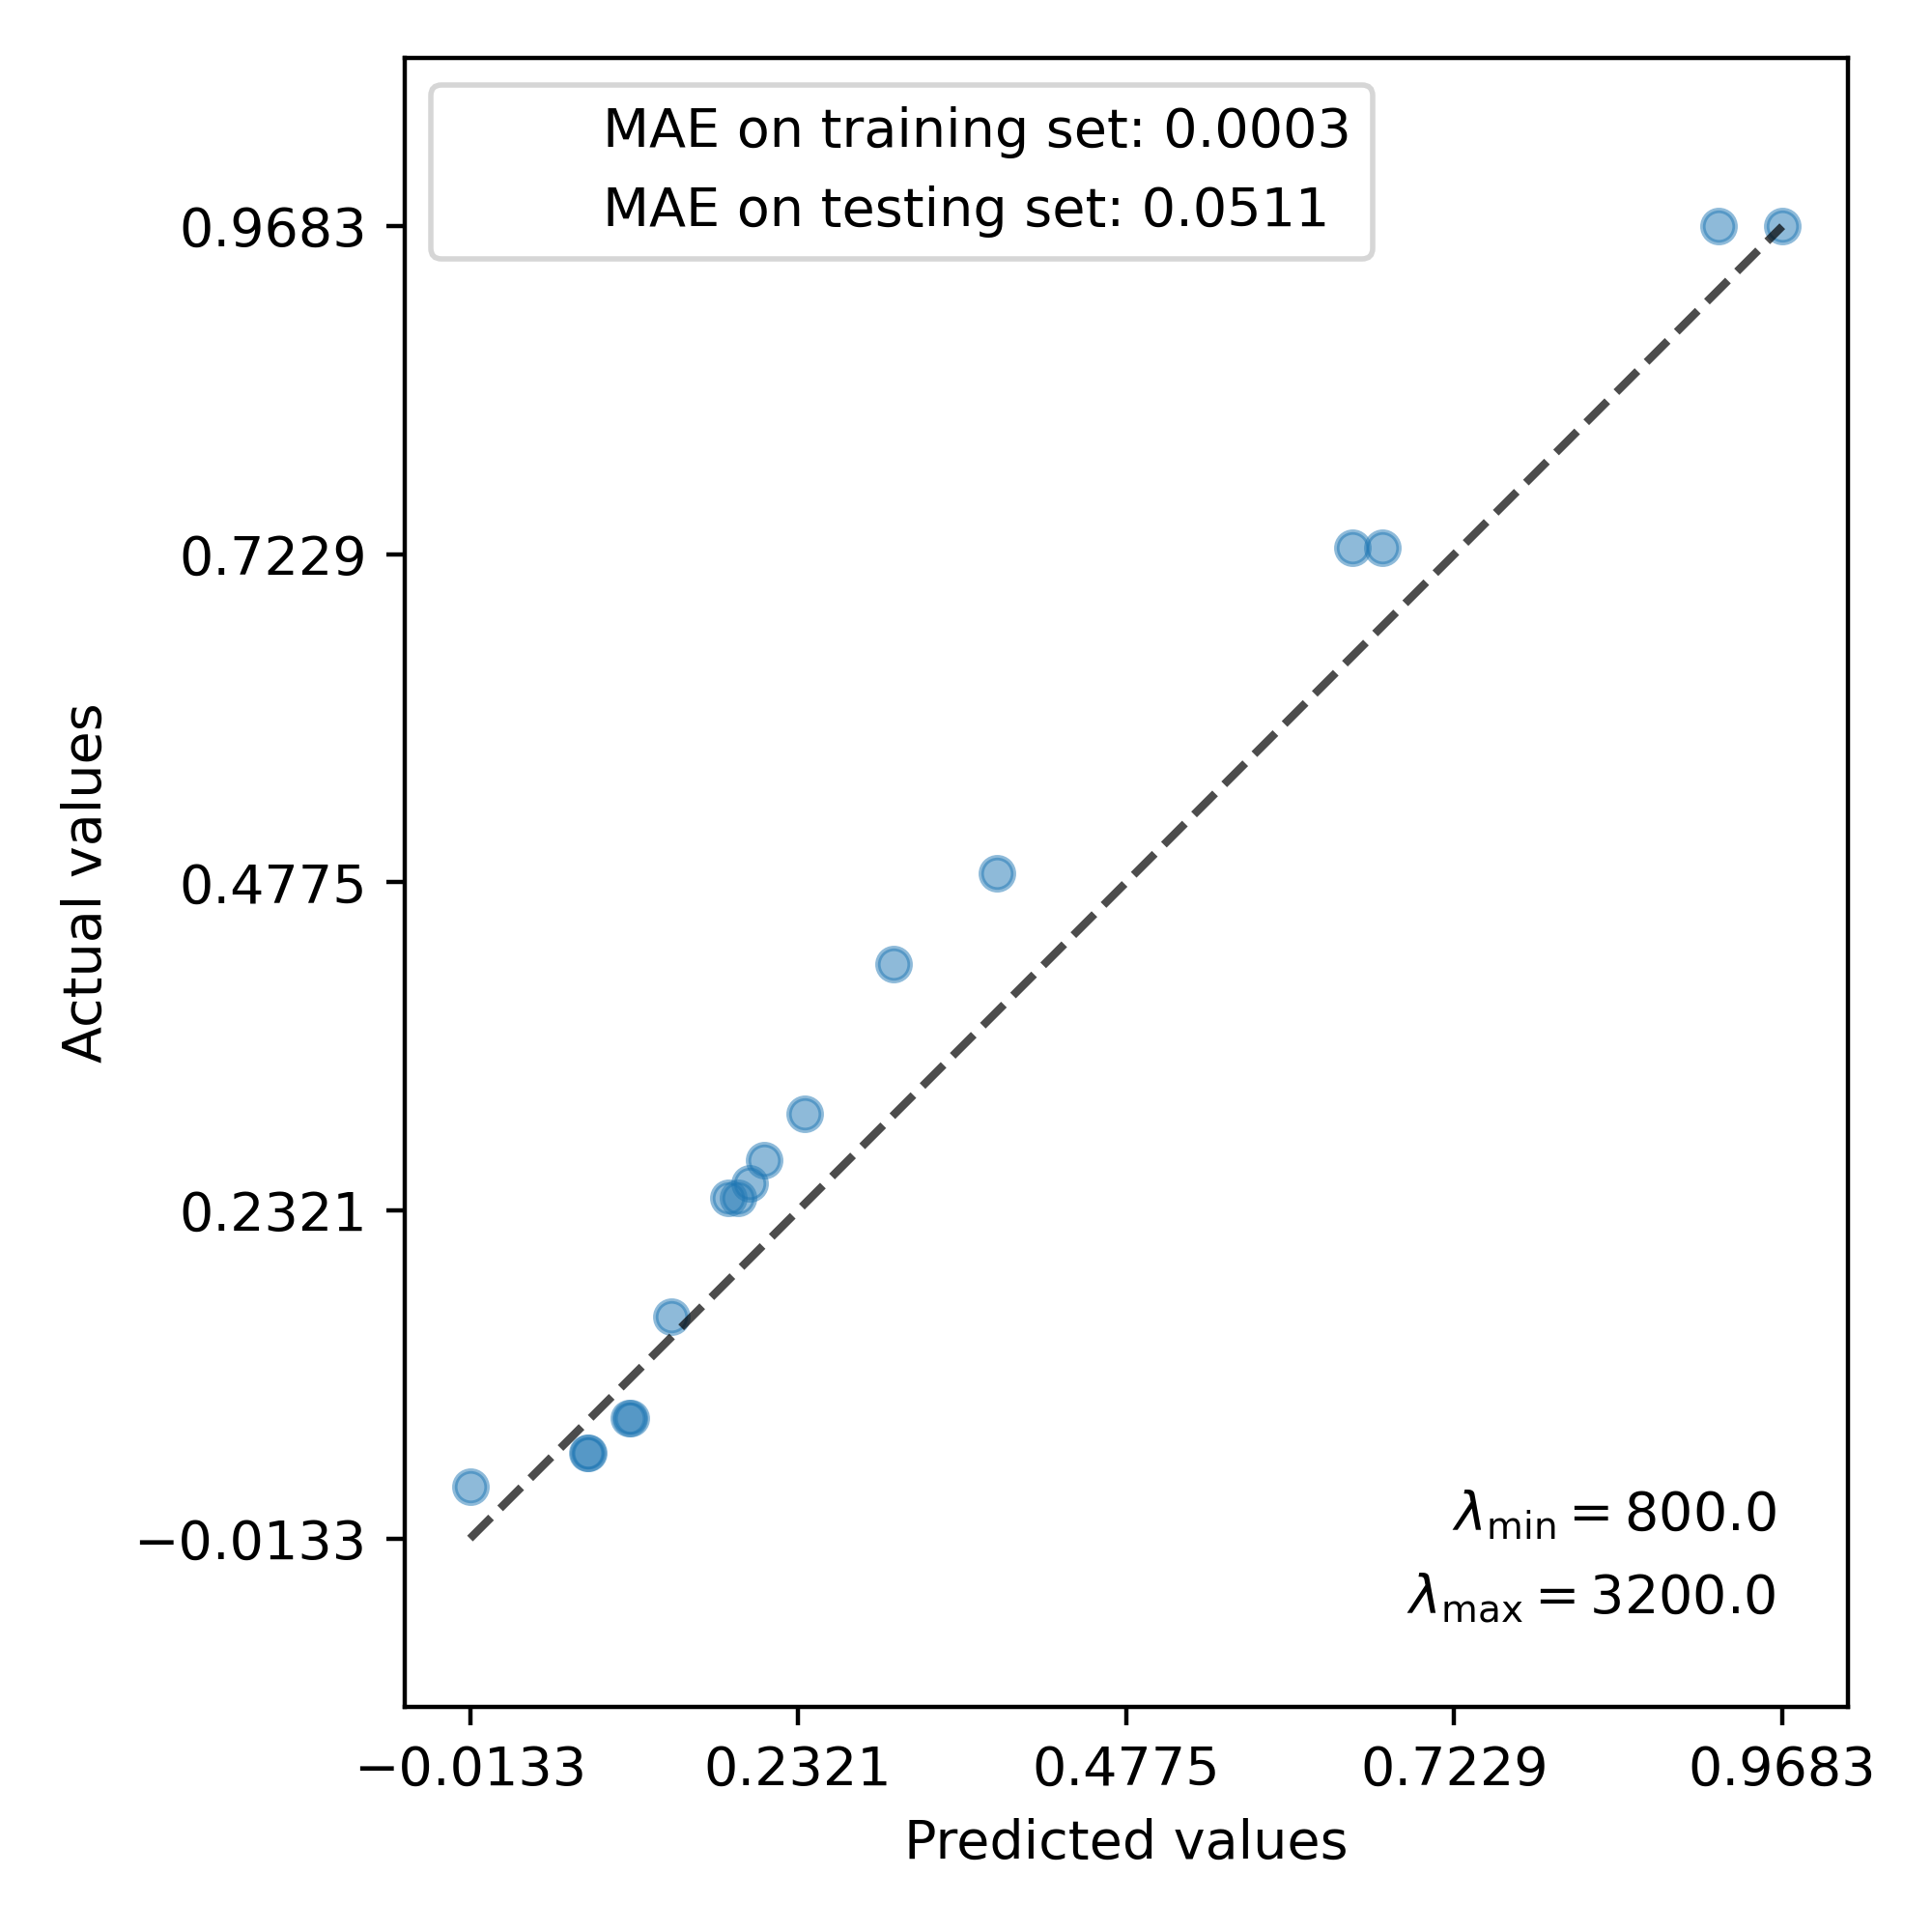 MAE on training set: 0.0003
MAE on testing set: 0.0511
0.9683
0.7229
0.4775
0.2321
−0.0133
Actual values
λmin = 800.0
λmax = 3200.0
−0.0133 0.2321 0.4775 0.7229 0.9683
Predicted values